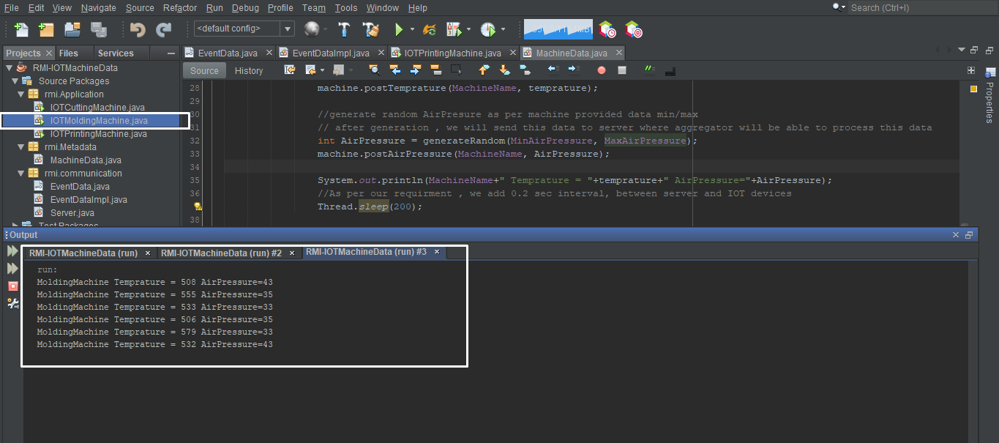 File Edit View Navigate Source Refactor Run Debug Profile Team Tools Window Help Search (Ctrl+I)
<default config>
Projects Files Services
EventData.java EventDataImpl.java IOTPrintingMachine.java MachineData.java
RMI-IOTMachineData
Source Packages
rmi.Application
IOTCuttingMachine.java
IOTMoldingMachine.java
IOTPrintingMachine.java
rmi.Metadata
MachineData.java
rmi.communication
EventData.java
EventDataImpl.java
Server.java
Test Packages
Source History
28 machine.postTemprature(MachineName, temprature);
29
30 //generate random AirPresure as per machine provided data min/max
31 // after generation , we will send this data to server where aggregator will be able to process this data
32 int AirPressure = generateRandom(MinAirPressure, MaxAirPressure);
33 machine.postAirPressure(MachineName, AirPressure);
34
35 System.out.println(MachineName+" Temprature = "+temprature+" AirPressure="+AirPressure);
36 //As per our requirment , we add 0.2 sec interval, between server and IOT devices
Thread.sleep(200);
38
Properties
Output
RMI-IOTMachineData (run) RMI-IOTMachineData (run) #2 RMI-IOTMachineData (run) #3
run:
MoldingMachine Temprature = 508 AirPressure=43
MoldingMachine Temprature = 555 AirPressure=35
MoldingMachine Temprature = 533 AirPressure=33
MoldingMachine Temprature = 506 AirPressure=35
MoldingMachine Temprature = 579 AirPressure=33
MoldingMachine Temprature = 532 AirPressure=43